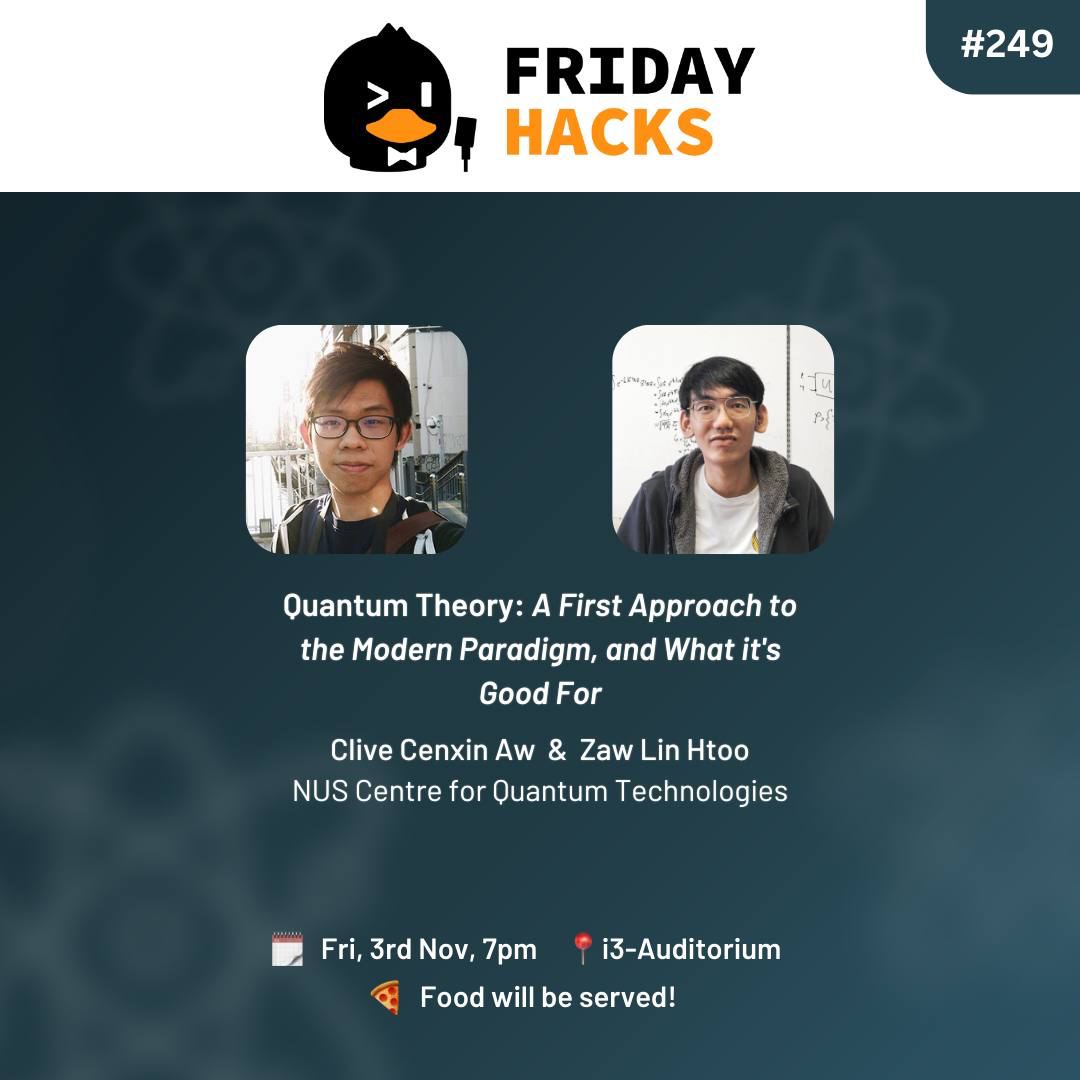 #249
FRIDAY
HACKS
Quantum Theory: A First Approach to
the Modern Paradigm, and What it's
Good For
Clive Cenxin Aw & Zaw Lin Htoo
NUS Centre for Quantum Technologies
Fri, 3rd Nov, 7pm
i3-Auditorium
Food will be served!